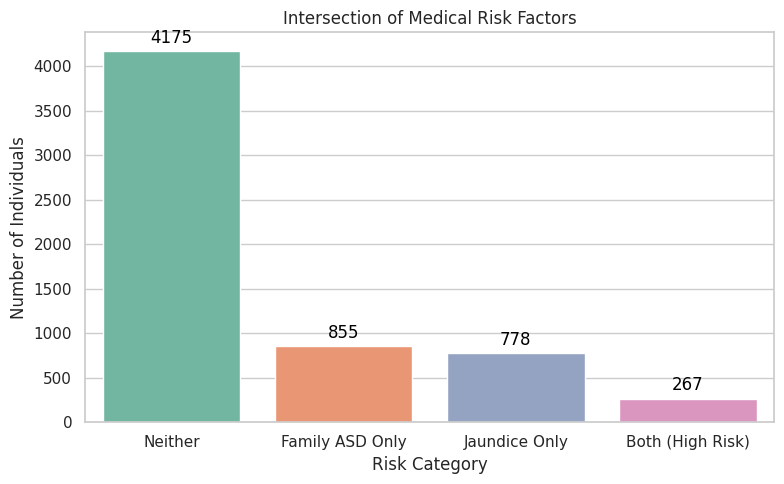 Intersection of Medical Risk Factors
Number of Individuals
4000
3500
3000
2500
2000
1500
1000
500
0
4175
855
778
267
Neither
Family ASD Only
Jaundice Only
Both (High Risk)
Risk Category